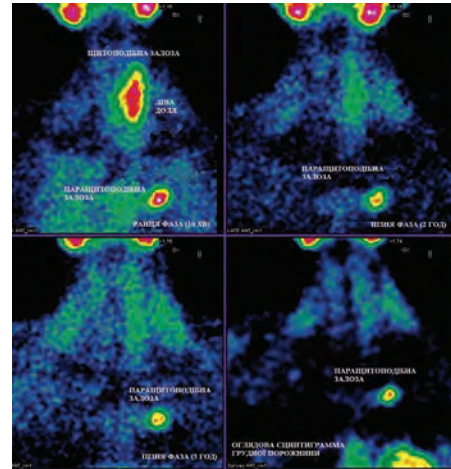 ЩИТОПОДІБНА ЗАЛОЗА
ЛІВА
ДОЛЯ
ПАРАЩИТОПОДІБНА
ЗАЛОЗА
РАННЯ ФАЗА (10 ХВ)
ПАРАЩИТОПОДІБНА
ЗАЛОЗА
ПІЗНЯ ФАЗА (2 ГОД)
ПАРАЩИТОПОДІБНА
ЗАЛОЗА
ПІЗНЯ ФАЗА (3 ГОД)
ПАРАЩИТОПОДІБНА
ЗАЛОЗА
ОГЛЯДОВА СЦИНТИГРАММА
ГРУДНОЇ ПОРОЖНИНИ